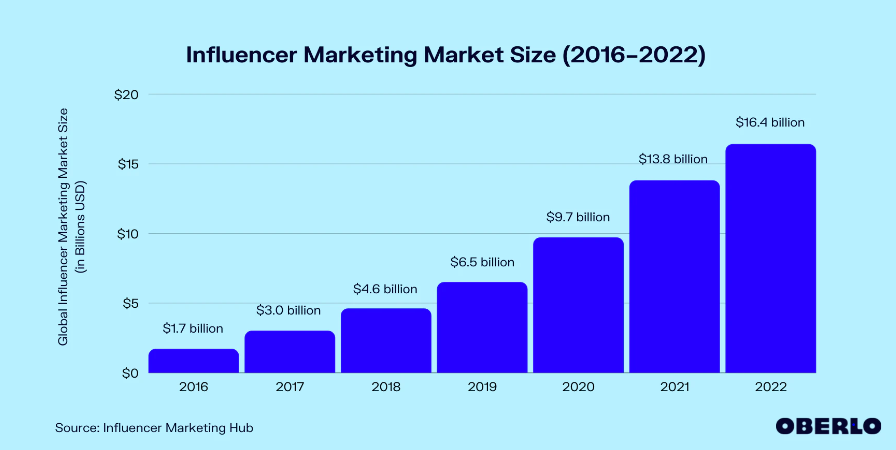 Influencer Marketing Market Size (2016–2022)
Global Influencer Marketing Market Size
(in Billions USD)
$20
$15
$10
$5
$0
$1.7 billion
$3.0 billion
$4.6 billion
$6.5 billion
$9.7 billion
$13.8 billion
$16.4 billion
2016
2017
2018
2019
2020
2021
2022
Source: Influencer Marketing Hub
OBERLO